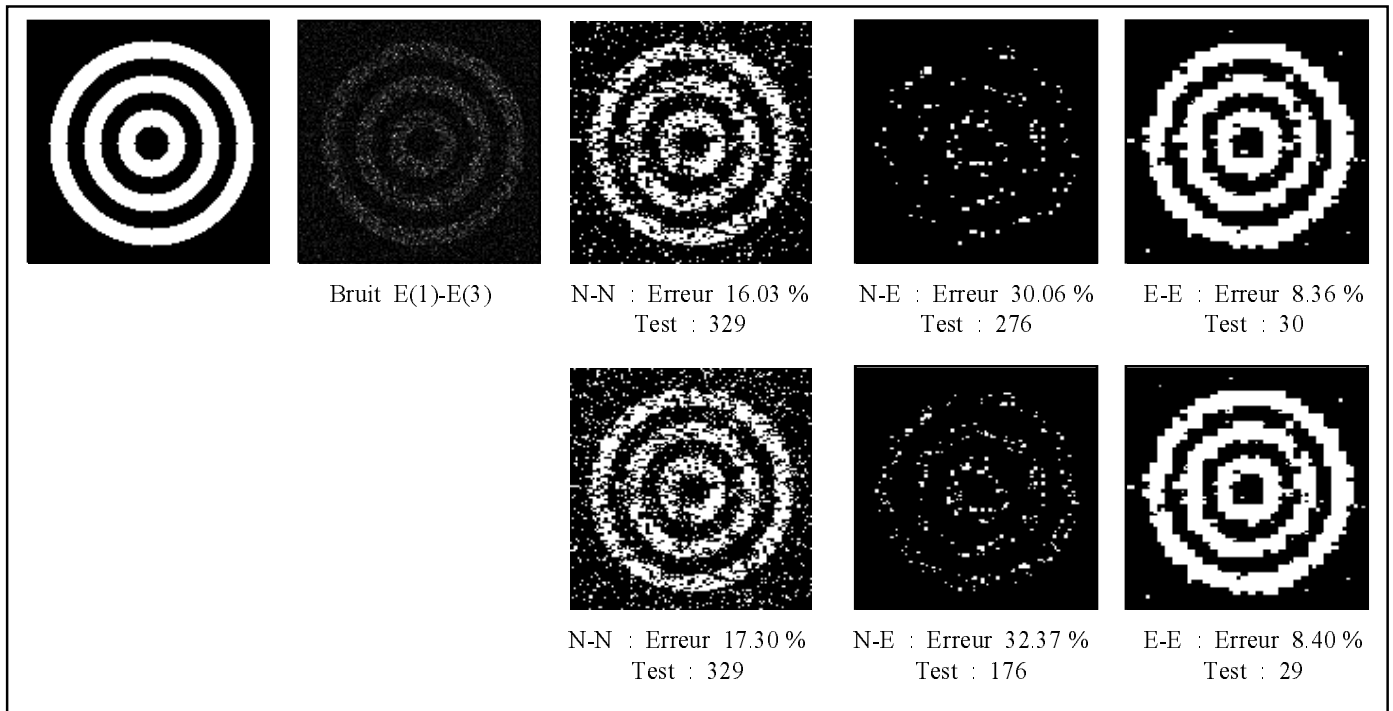 Bruit E(1)-E(3)
N-N : Erreur 16.03 %
Test : 329
N-E : Erreur 30.06 %
Test : 276
E-E : Erreur 8.36 %
Test : 30
N-N : Erreur 17.30 %
Test : 329
N-E : Erreur 32.37 %
Test : 176
E-E : Erreur 8.40 %
Test : 29